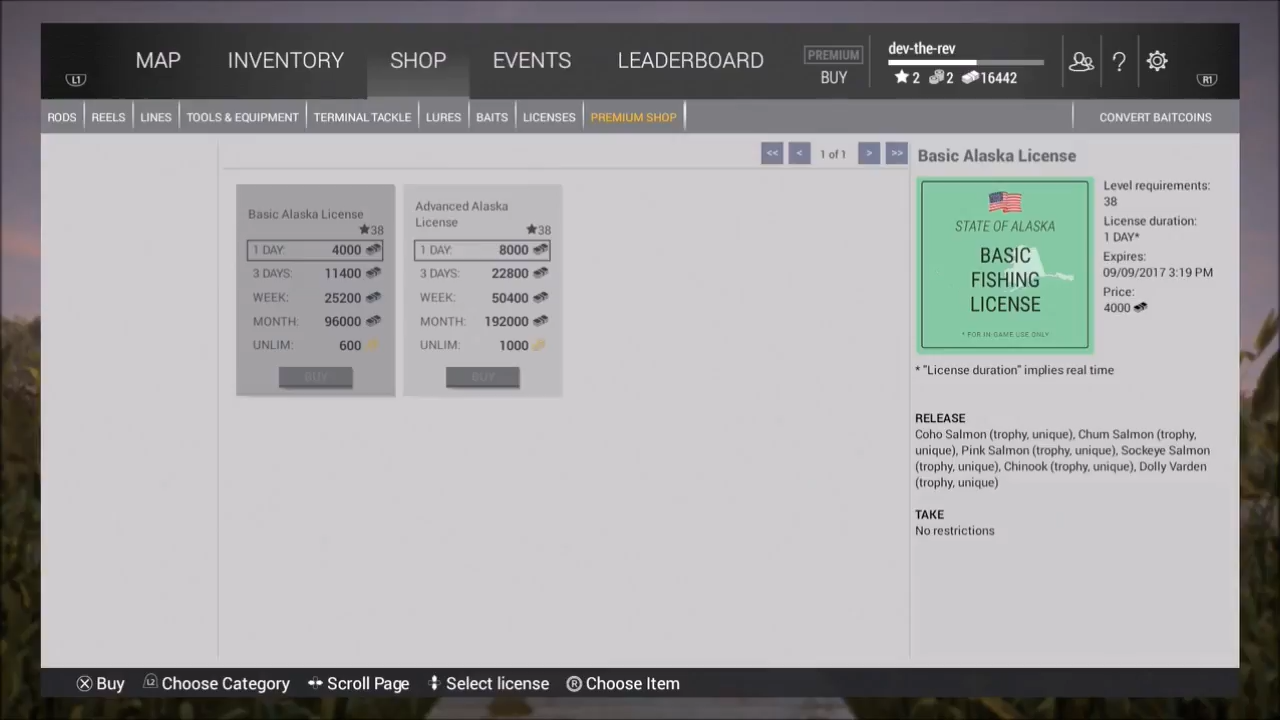 MAP INVENTORY SHOP EVENTS LEADERBOARD PREMIUM BUY dev-the-rev
L1 2 2 16442 R1
RODS REELS LINES TOOLS & EQUIPMENT TERMINAL TACKLE LURES BAITS LICENSES PREMIUM SHOP CONVERT BAITCOINS
<< < 1 of 1 > >>
Basic Alaska License
38
1 DAY: 4000
3 DAYS: 11400
WEEK: 25200
MONTH: 96000
UNLIM: 600
BUY
Advanced Alaska
License
38
1 DAY: 8000
3 DAYS: 22800
WEEK: 50400
MONTH: 192000
UNLIM: 1000
BUY
Basic Alaska License
STATE OF ALASKA
BASIC
FISHING
LICENSE
* FOR IN-GAME USE ONLY
Level requirements:
38
License duration:
1 DAY*
Expires:
09/09/2017 3:19 PM
Price:
4000
* "License duration" implies real time
RELEASE
Coho Salmon (trophy, unique), Chum Salmon (trophy,
unique), Pink Salmon (trophy, unique), Sockeye Salmon
(trophy, unique), Chinook (trophy, unique), Dolly Varden
(trophy, unique)
TAKE
No restrictions
Buy L2 Choose Category Scroll Page Select license R Choose Item